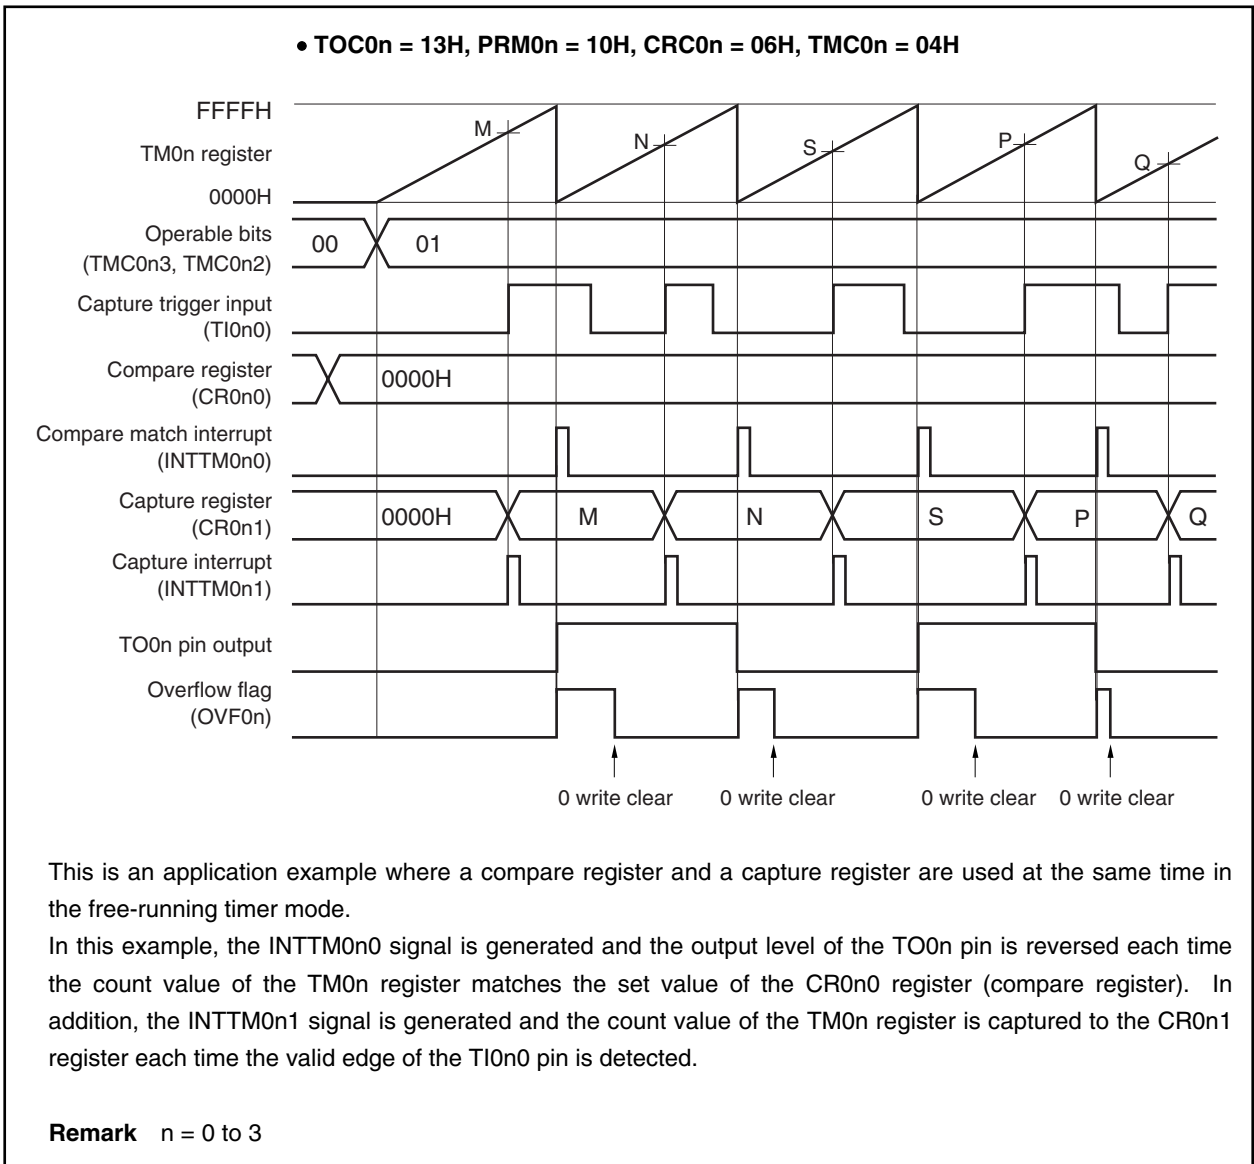 • TOC0n = 13H, PRM0n = 10H, CRC0n = 06H, TMC0n = 04H
FFFFH
TM0n register
0000H
M
N
S
P
Q
Operable bits
(TMC0n3, TMC0n2)
00
01
Capture trigger input
(TI0n0)
Compare register
(CR0n0)
0000H
Compare match interrupt
(INTTM0n0)
Capture register
(CR0n1)
0000H
M
N
S
P
Q
Capture interrupt
(INTTM0n1)
TO0n pin output
Overflow flag
(OVF0n)
0 write clear
0 write clear
0 write clear
0 write clear
This is an application example where a compare register and a capture register are used at the same time in
the free-running timer mode.
In this example, the INTTM0n0 signal is generated and the output level of the TO0n pin is reversed each time
the count value of the TM0n register matches the set value of the CR0n0 register (compare register). In
addition, the INTTM0n1 signal is generated and the count value of the TM0n register is captured to the CR0n1
register each time the valid edge of the TI0n0 pin is detected.
Remark n = 0 to 3